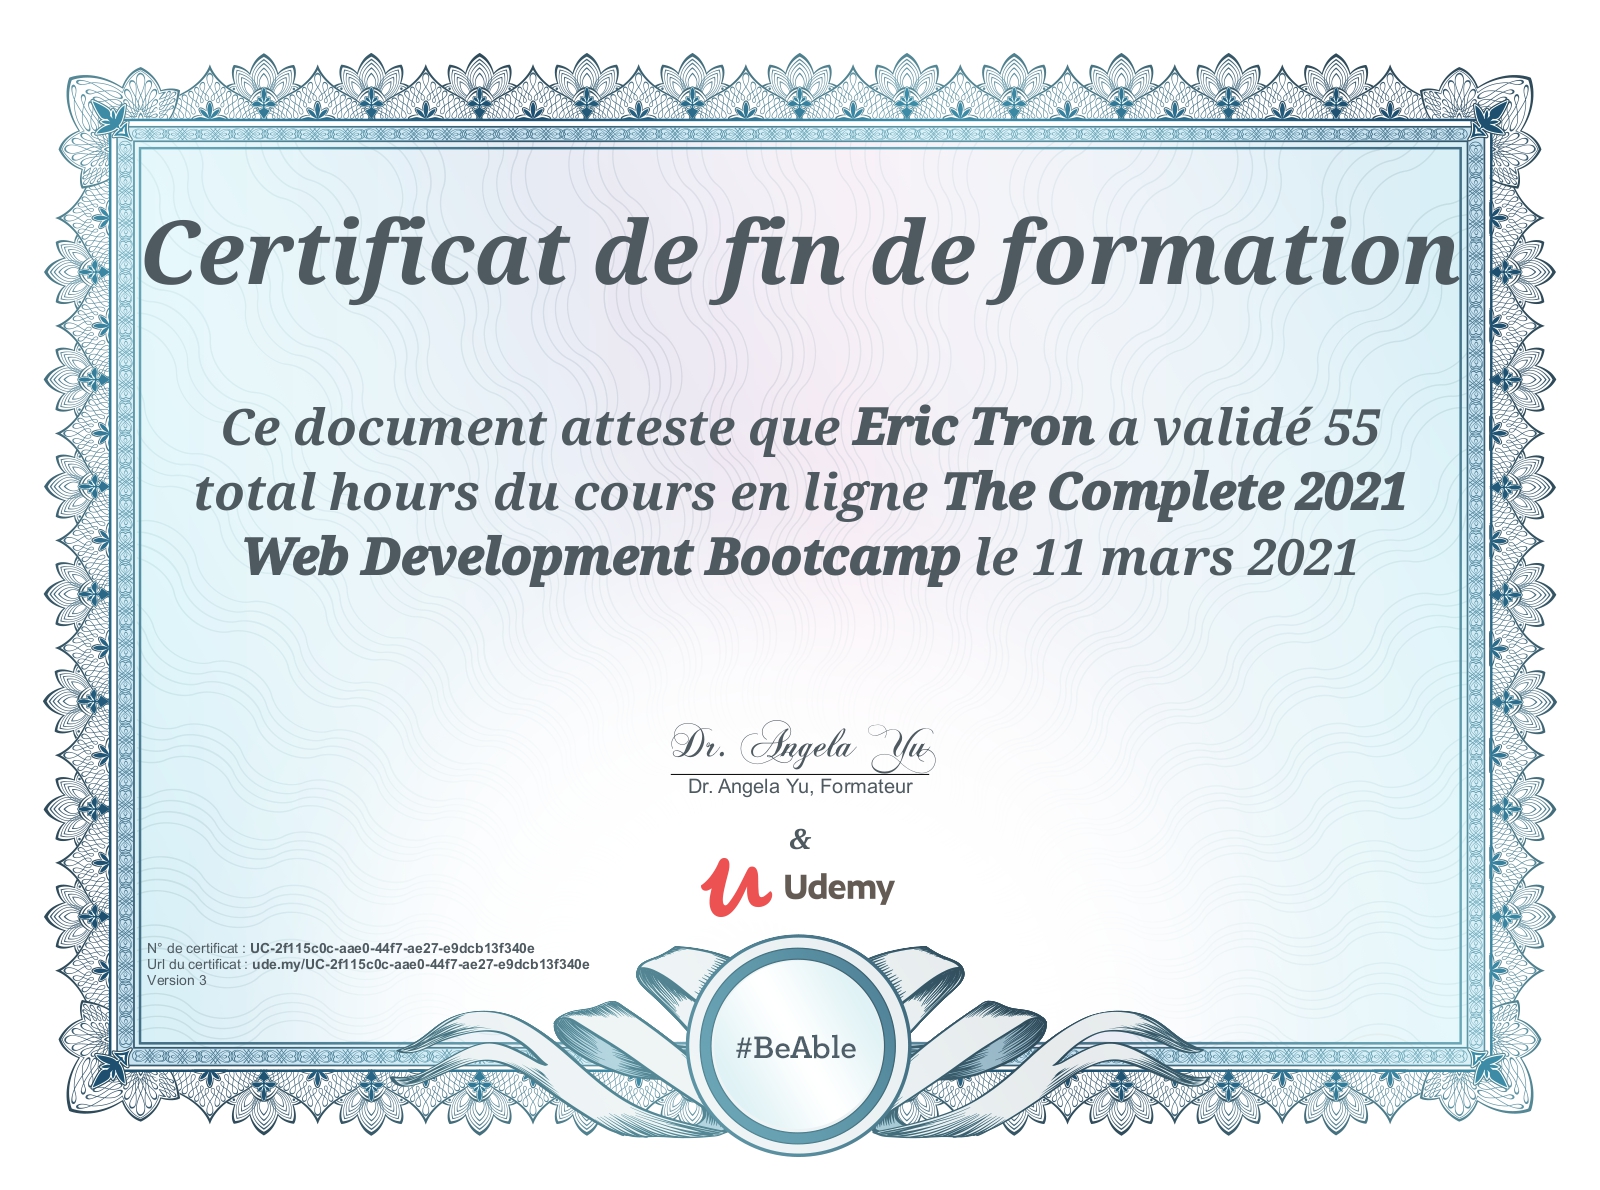 Certificat de fin de formation
Ce document atteste que Eric Tron a validé 55
total hours du cours en ligne The Complete 2021
Web Development Bootcamp le 11 mars 2021
Dr. Angela Yu
Dr. Angela Yu, Formateur
&
Udemy
N° de certificat : UC-2f115c0c-aae0-44f7-ae27-e9dcb13f340e
Url du certificat : ude.my/UC-2f115c0c-aae0-44f7-ae27-e9dcb13f340e
Version 3
#BeAble